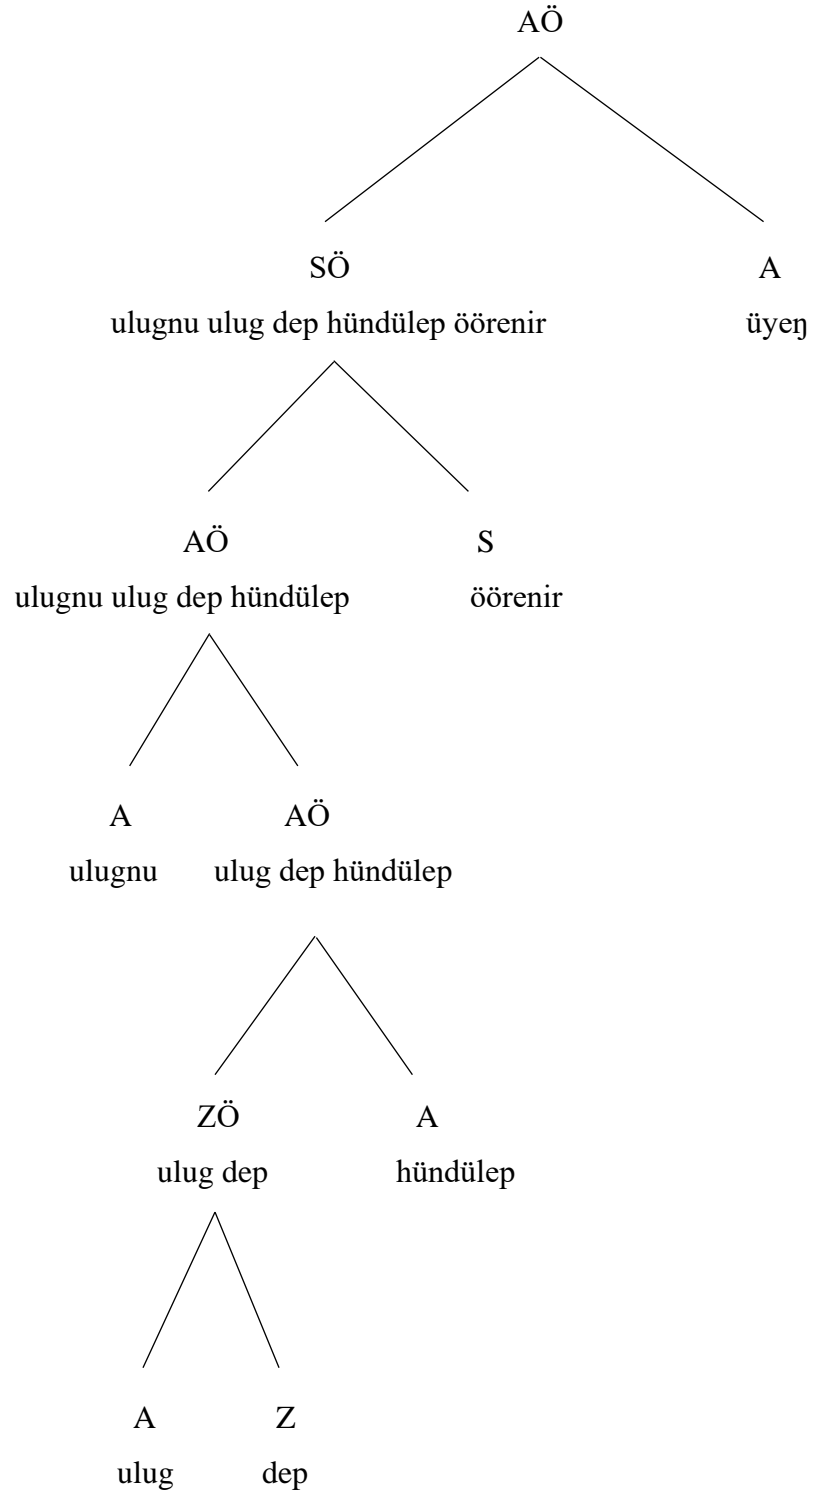 AÖ
SÖ A
ulugnu ulug dep hündülep öörenir üyeŋ
AÖ S
ulugnu ulug dep hündülep öörenir
A AÖ
ulugnu ulug dep hündülep
ZÖ A
ulug dep hündülep
A Z
ulug dep